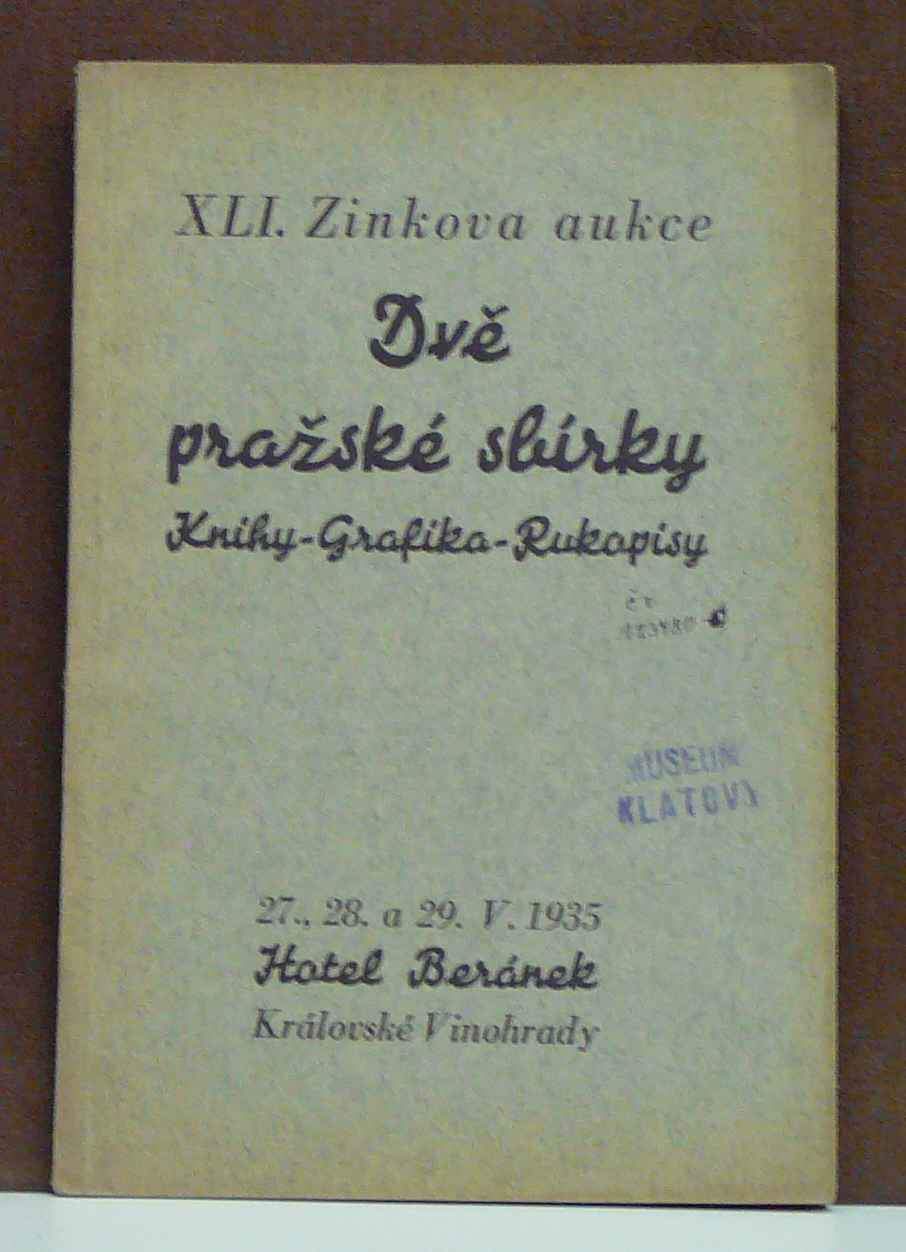 XLI. Zinkova aukce
Dvě
pražské sbírky
Knihy-Grafika-Rukopisy
MUSEUM
KLATOVY
27., 28. a 29. V. 1935
Hotel Beránek
Královské Vinohrady